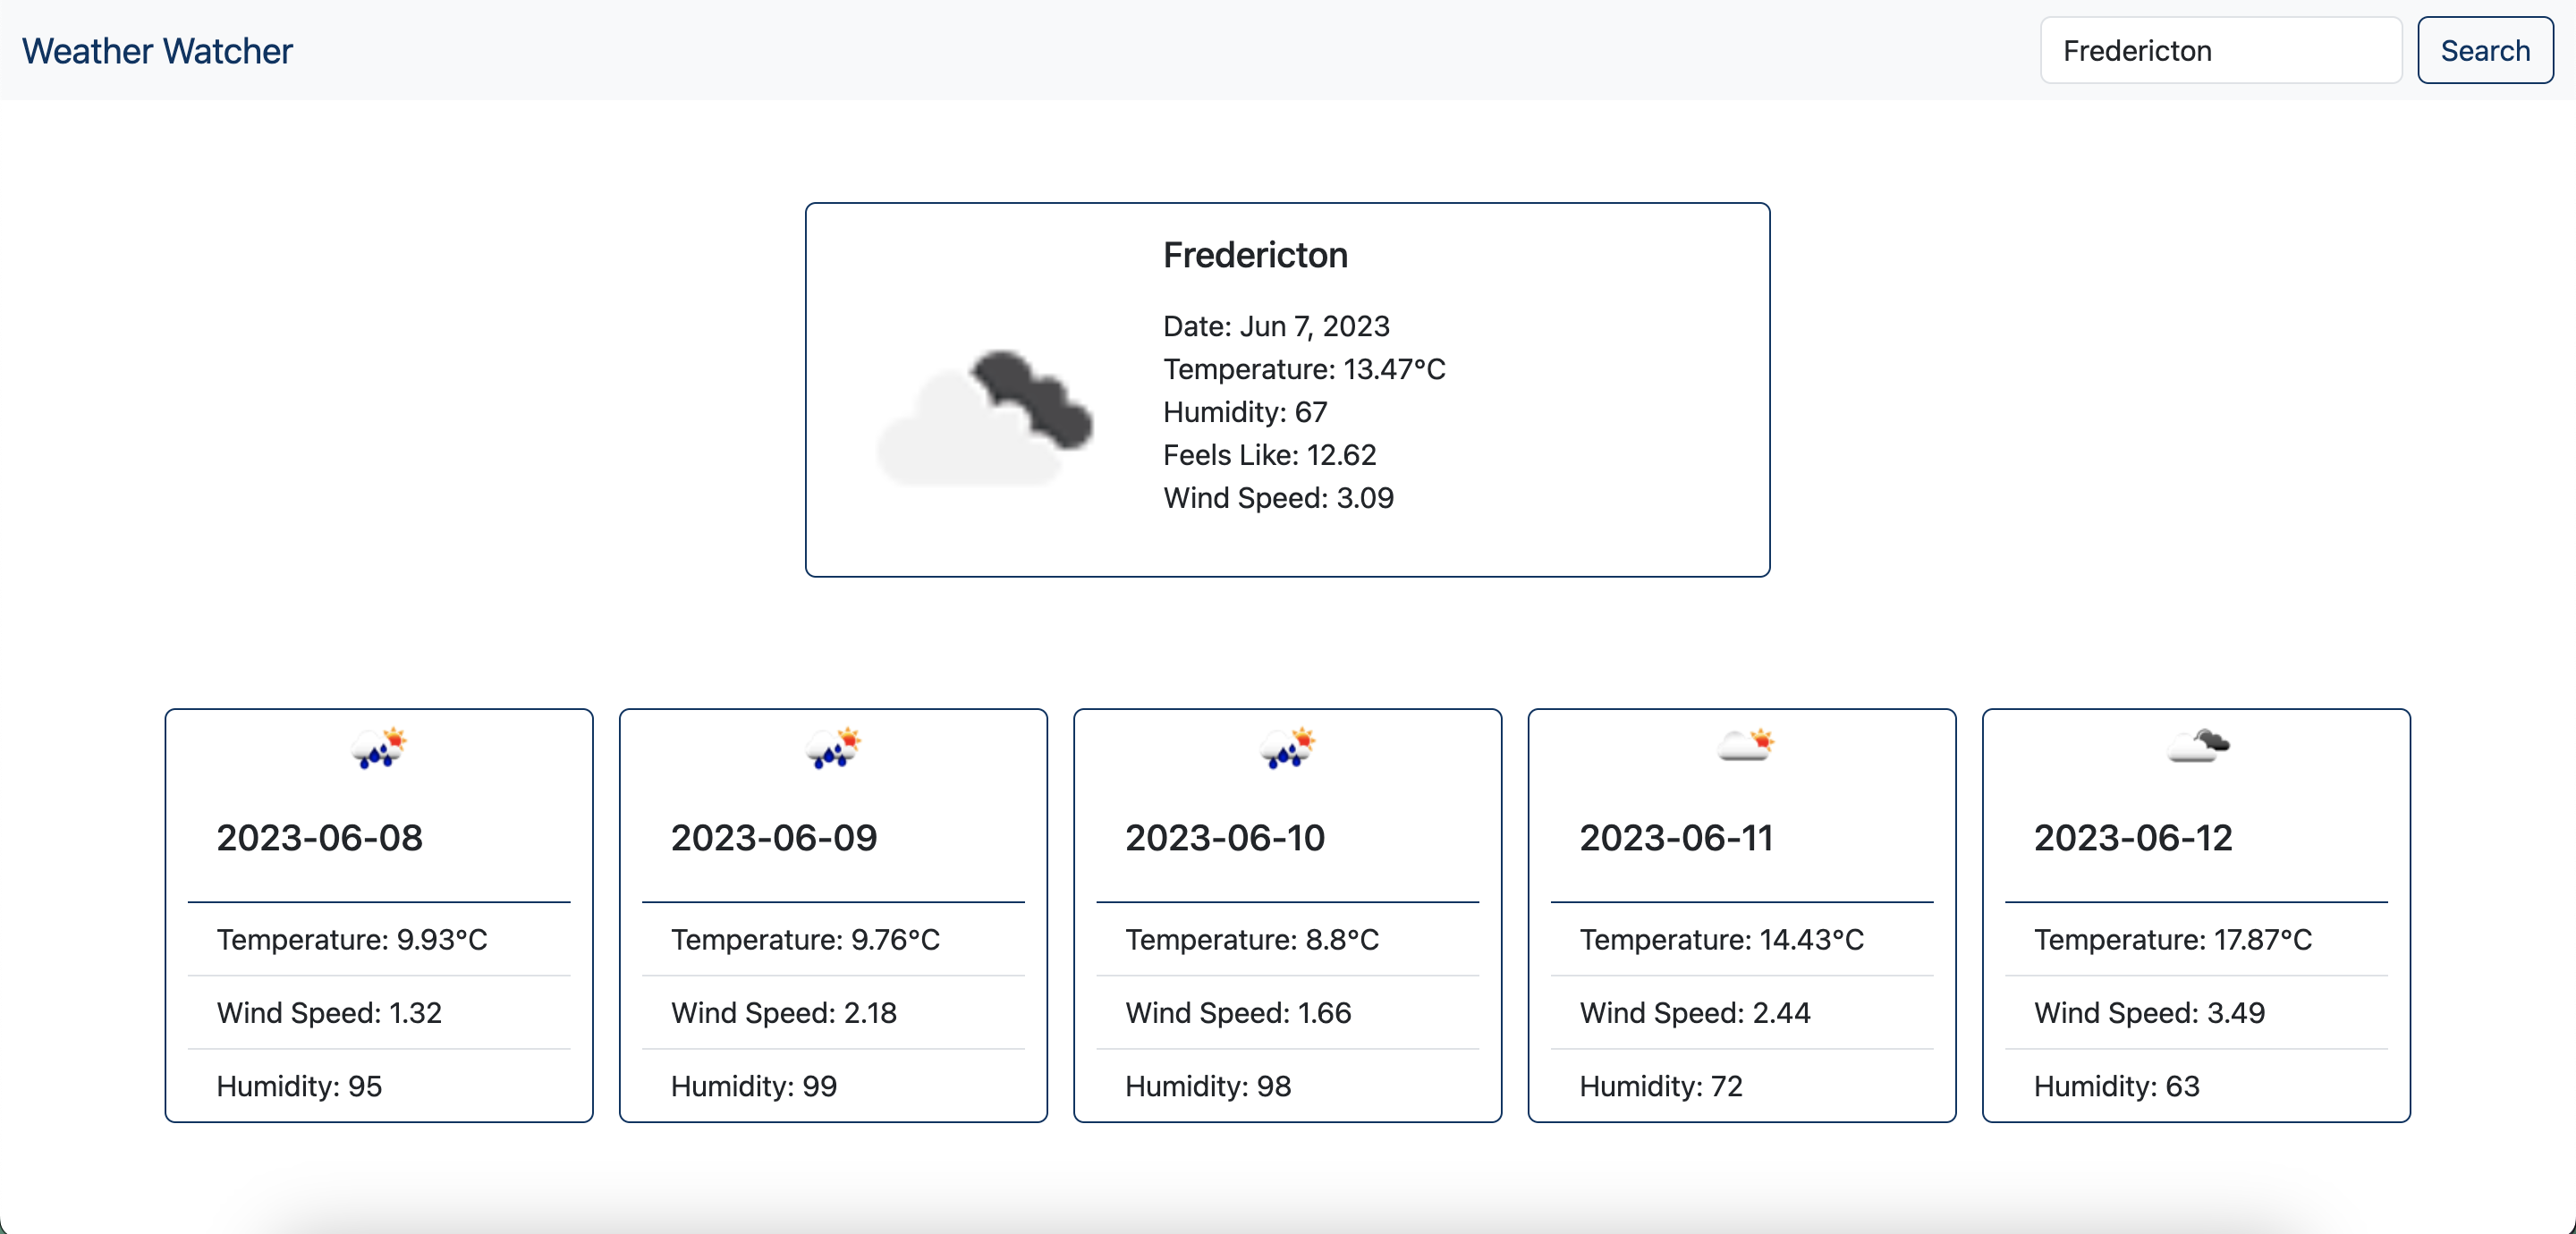 Weather Watcher
Fredericton
Search
Fredericton
Date: Jun 7, 2023
Temperature: 13.47°C
Humidity: 67
Feels Like: 12.62
Wind Speed: 3.09
2023-06-08
Temperature: 9.93°C
Wind Speed: 1.32
Humidity: 95
2023-06-09
Temperature: 9.76°C
Wind Speed: 2.18
Humidity: 99
2023-06-10
Temperature: 8.8°C
Wind Speed: 1.66
Humidity: 98
2023-06-11
Temperature: 14.43°C
Wind Speed: 2.44
Humidity: 72
2023-06-12
Temperature: 17.87°C
Wind Speed: 3.49
Humidity: 63